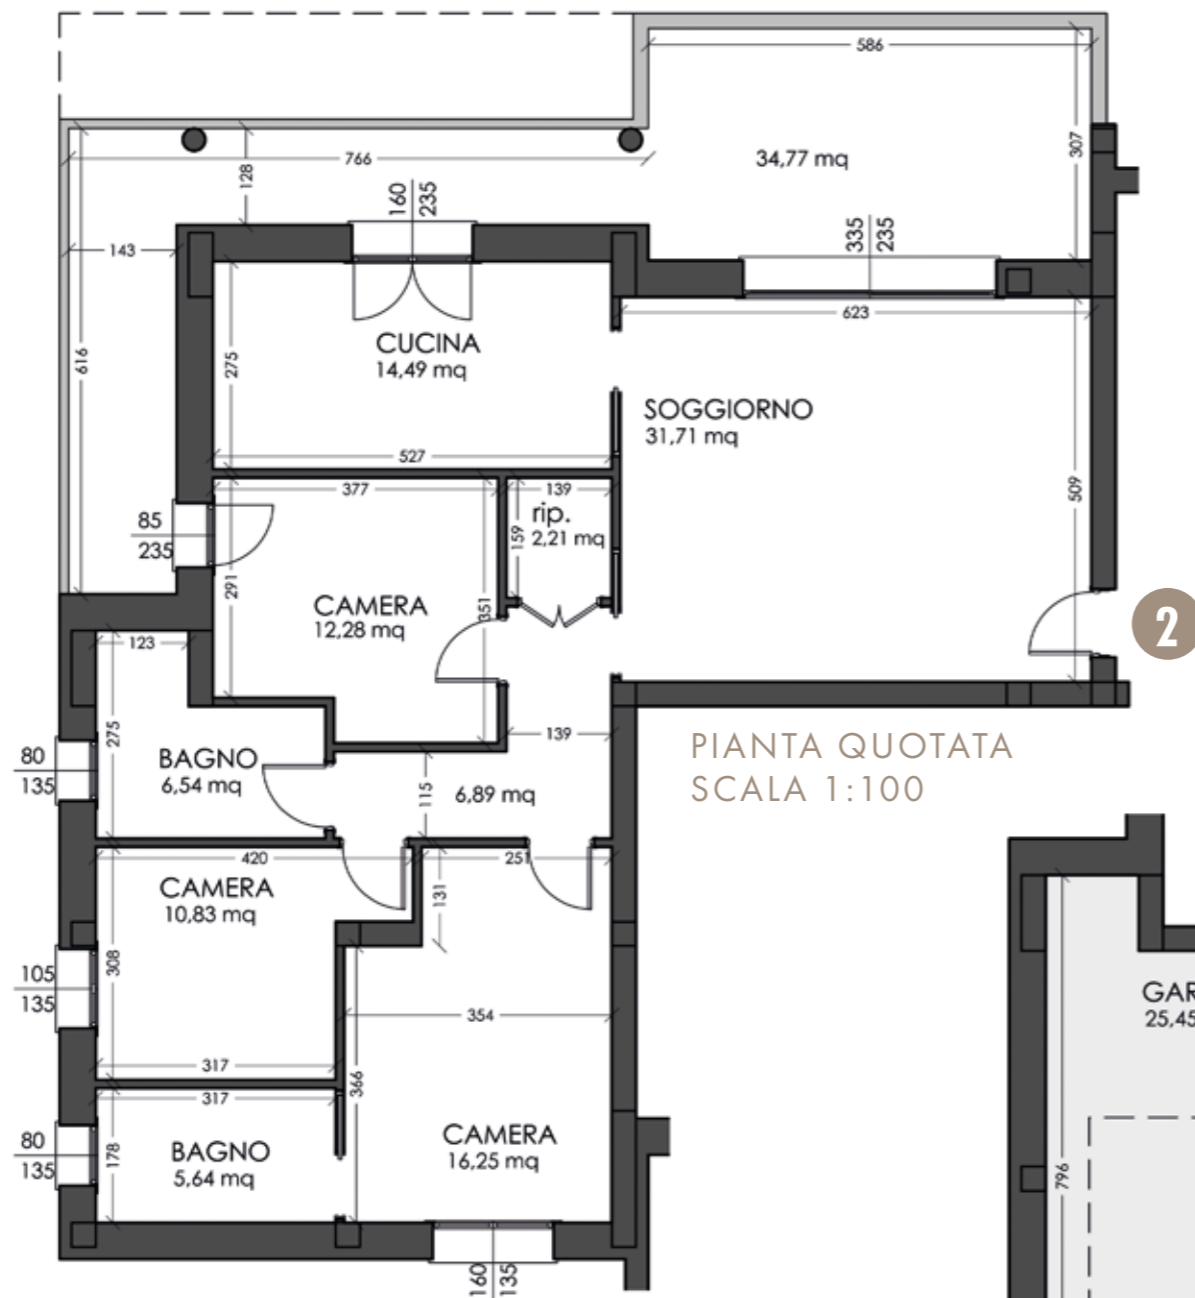 586
307
766
128
34,77 mq
160
235
335
235
143
623
616
275
CUCINA
14,49 mq
SOGGIORNO
31,71 mq
527
377
139
509
rip.
2,21 mq
159
85
235
291
CAMERA
12,28 mq
351
2
123
275
139
BAGNO
6,54 mq
PIANTA QUOTATA
SCALA 1:100
80
135
115
6,89 mq
420
251
CAMERA
10,83 mq
131
308
105
135
354
GAR
25,45
317
366
317
CAMERA
16,25 mq
80
135
178
BAGNO
5,64 mq
796
160
135